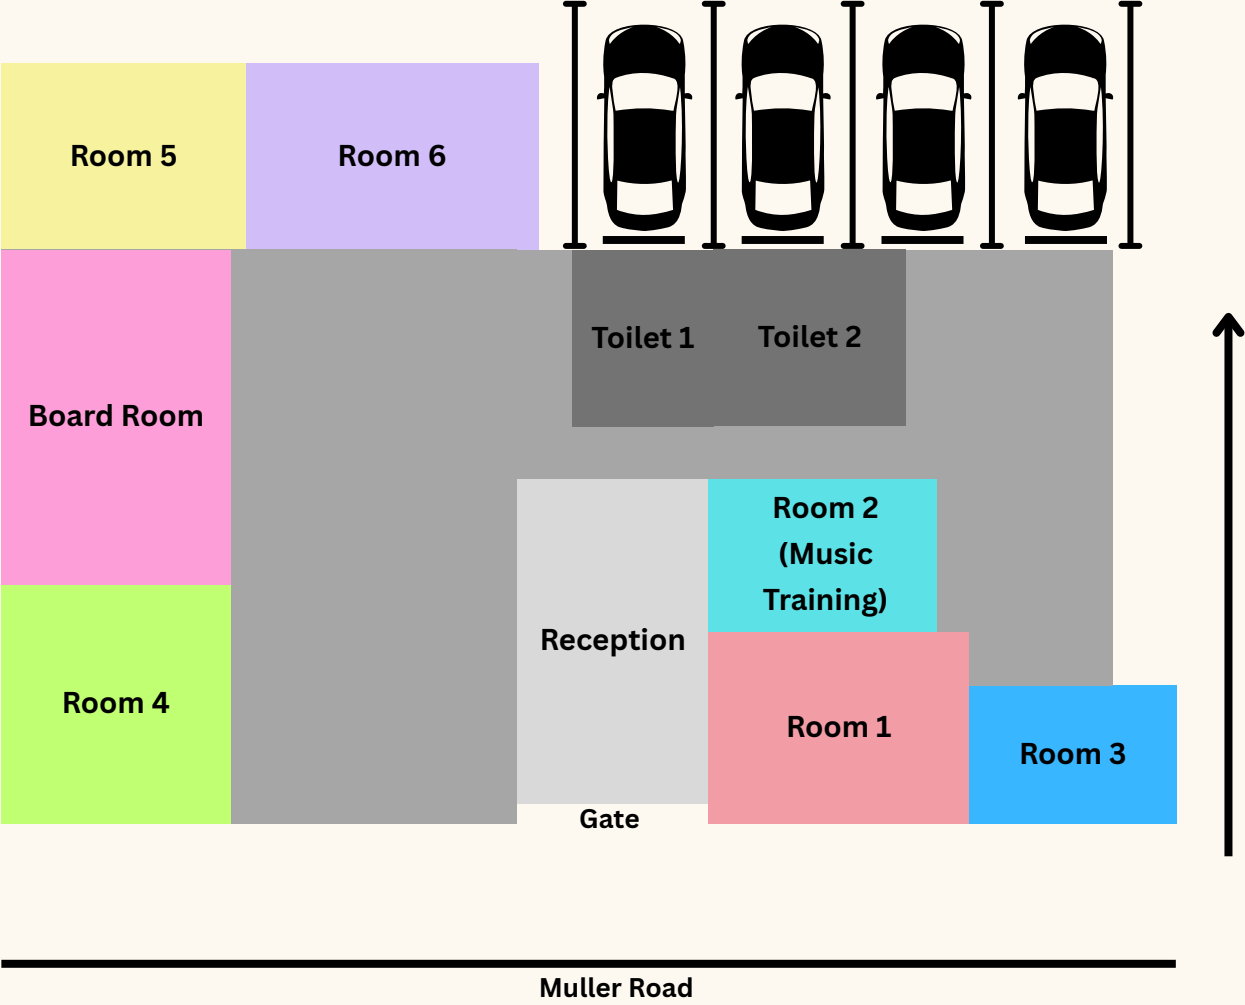 Room 5
Room 6
Toilet 1
Toilet 2
Board Room
Room 2
(Music
Training)
Reception
Room 4
Room 1
Room 3
Gate
Muller Road